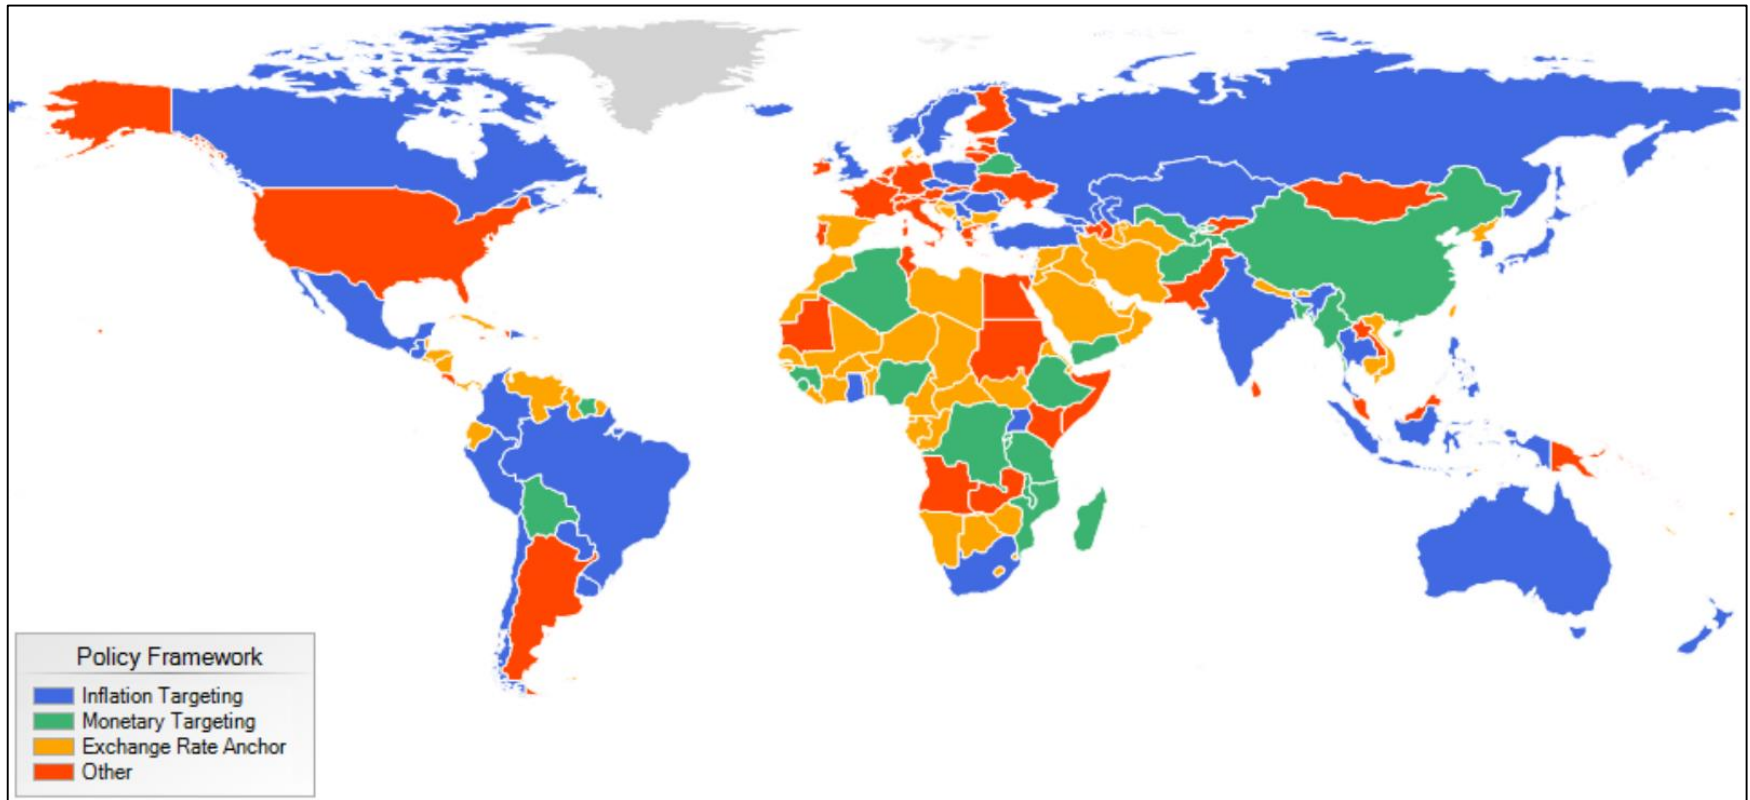 Policy Framework
Inflation Targeting
Monetary Targeting
Exchange Rate Anchor
Other